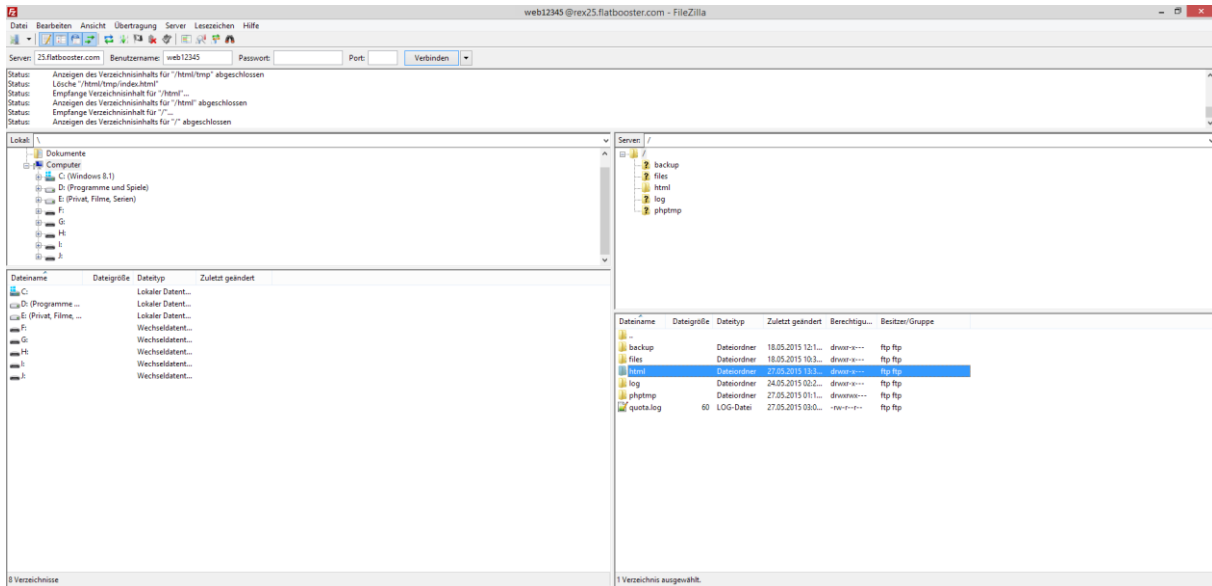 web12345 @rex25.flatbooster.com - FileZilla
Datei Bearbeiten Ansicht Übertragung Server Lesezeichen Hilfe
Server: 25.flatbooster.com Benutzername: web12345 Passwort: Port: Verbinden
Status: Anzeigen des Verzeichnisinhalts für "/html/tmp" abgeschlossen
Status: Lösche "/html/tmp/index.html"
Status: Empfange Verzeichnisinhalt für "/html"...
Status: Anzeigen des Verzeichnisinhalts für "/html" abgeschlossen
Status: Empfange Verzeichnisinhalt für "/"...
Status: Anzeigen des Verzeichnisinhalts für "/" abgeschlossen
Lokal: \
Dokumente
Computer
C: (Windows 8.1)
D: (Programme und Spiele)
E: (Privat, Filme, Serien)
F:
G:
H:
I:
J:
Dateiname Dateigröße Dateityp Zuletzt geändert
C: Lokaler Datent...
D: (Programme ... Lokaler Datent...
E: (Privat, Filme, ... Lokaler Datent...
F: Wechseldatent...
G: Wechseldatent...
H: Wechseldatent...
I: Wechseldatent...
J: Wechseldatent...
8 Verzeichnisse
Server: /
/
backup
files
html
log
phptmp
Dateiname Dateigröße Dateityp Zuletzt geändert Berechtigu... Besitzer/Gruppe
..
backup Dateiordner 18.05.2015 12:1... drwxr-x--- ftp ftp
files Dateiordner 18.05.2015 10:3... drwxr-x--- ftp ftp
html Dateiordner 27.05.2015 13:3... drwxr-x--- ftp ftp
log Dateiordner 24.05.2015 02:2... drwxr-x--- ftp ftp
phptmp Dateiordner 27.05.2015 01:1... drwxrwx--- ftp ftp
quota.log 60 LOG-Datei 27.05.2015 03:0... -rw-r--r-- ftp ftp
1 Verzeichnis ausgewählt.